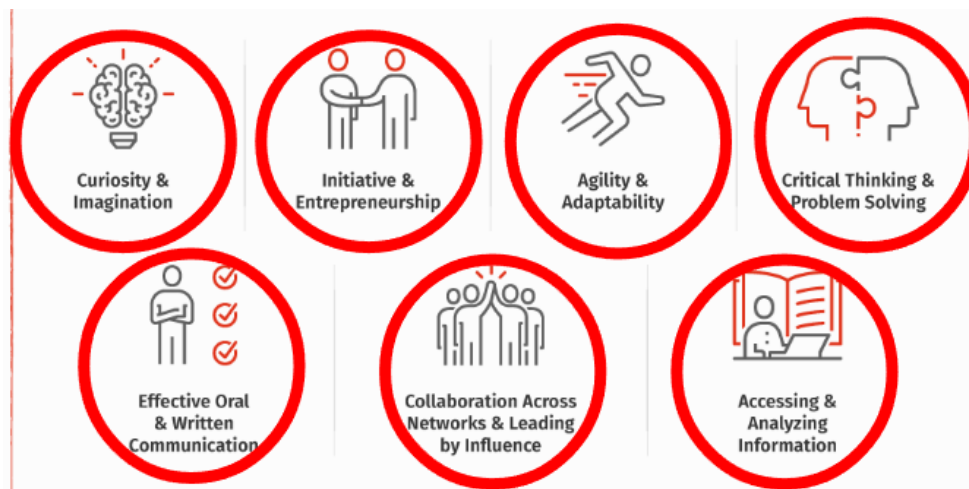 Curiosity &
Imagination
Initiative &
Entrepreneurship
Agility &
Adaptability
Critical Thinking &
Problem Solving
Effective Oral
& Written
Communication
Collaboration Across
Networks & Leading
by Influence
Accessing &
Analyzing
Information